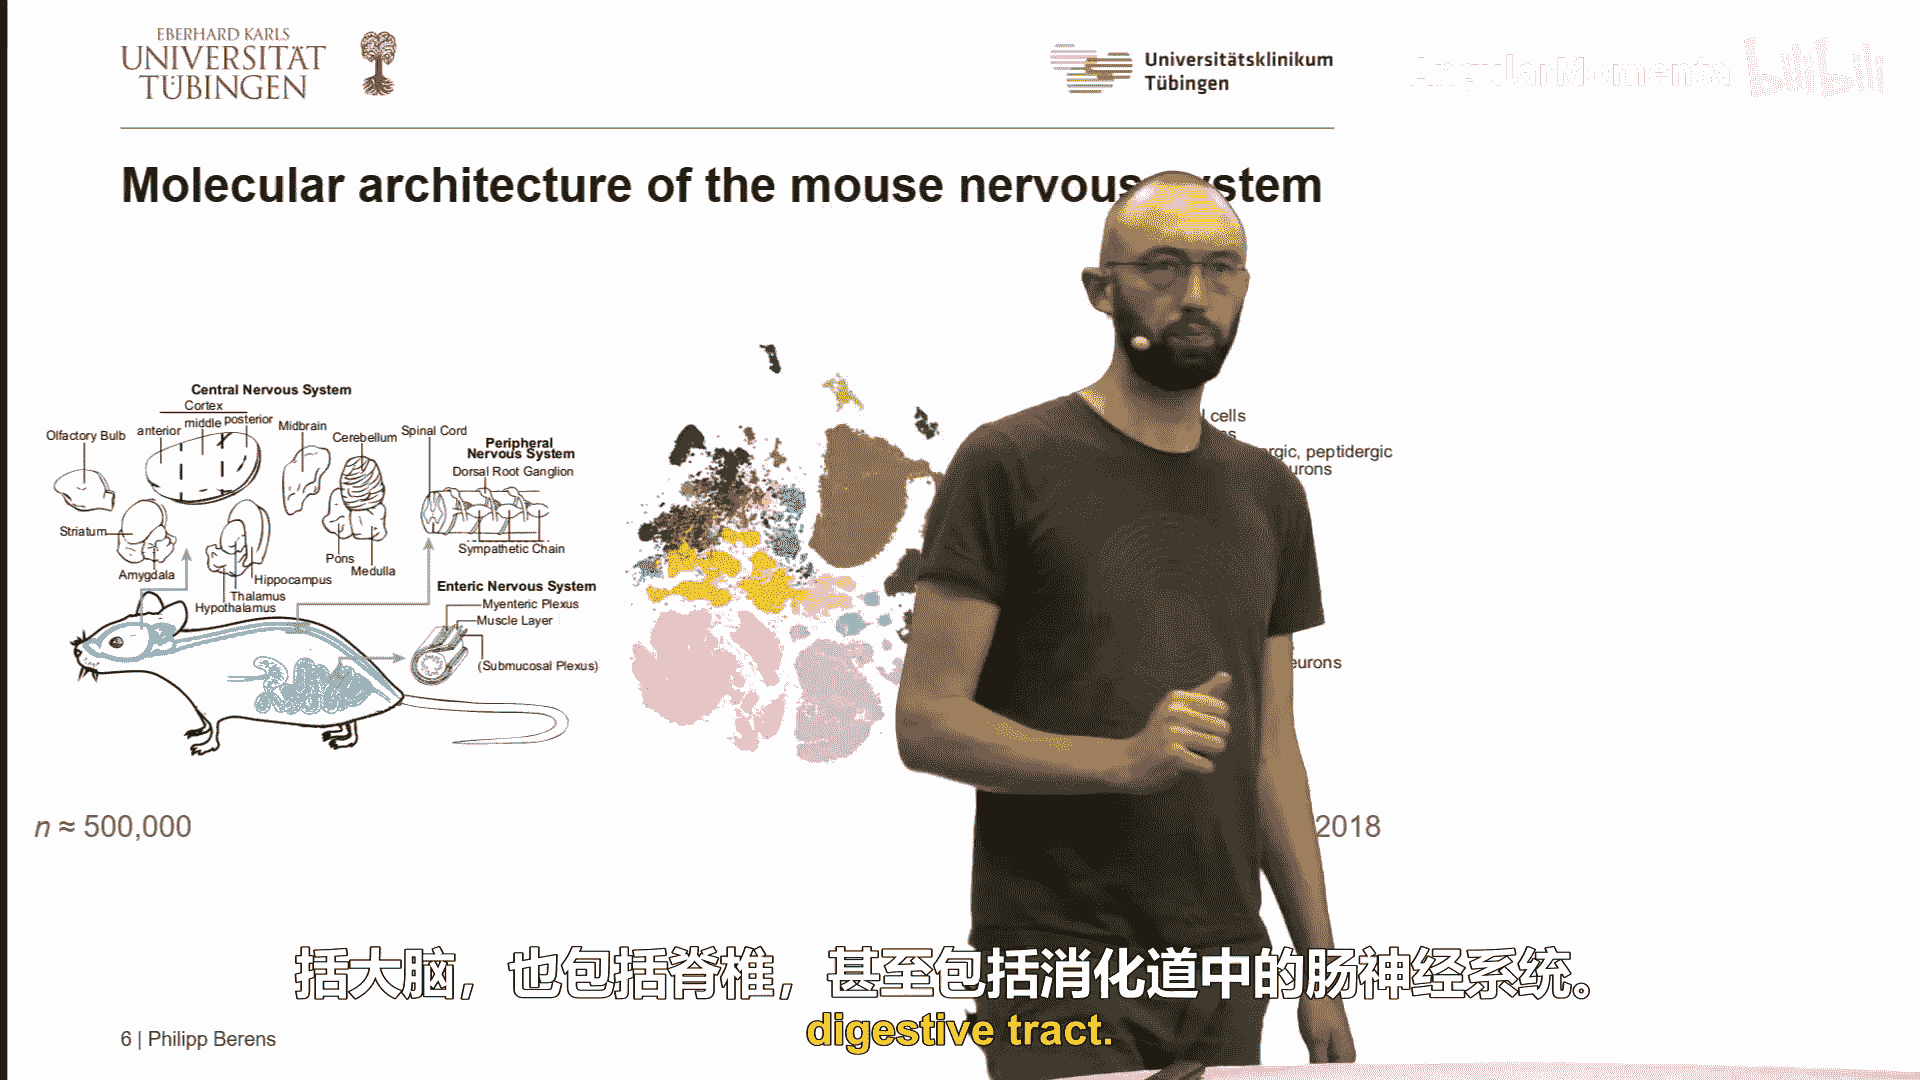 EBERHARD KARLS
UNIVERSITÄT
TÜBINGEN
Universitätsklinikum
Tübingen
AngularMomenta
bilibili
Molecular architecture of the mouse nervous stem
Central Nervous System
Cortex
Olfactory Bulb
anterior
middle
posterior
Midbrain
Cerebellum
Spinal Cord
Peripheral
Nervous System
Dorsal Root Ganglion
Striatum
Amygdala
Hippocampus
Thalamus
Hypothalamus
Pons
Medulla
Sympathetic Chain
Enteric Nervous System
Myenteric Plexus
Muscle Layer
(Submucosal Plexus)
l cells
rgic, peptidergic
urons
eurons
n ≈ 500,000
2018
括大脑，也包括脊椎，甚至包括消化道中的肠神经系统。
digestive tract.
6 | Philipp Berens